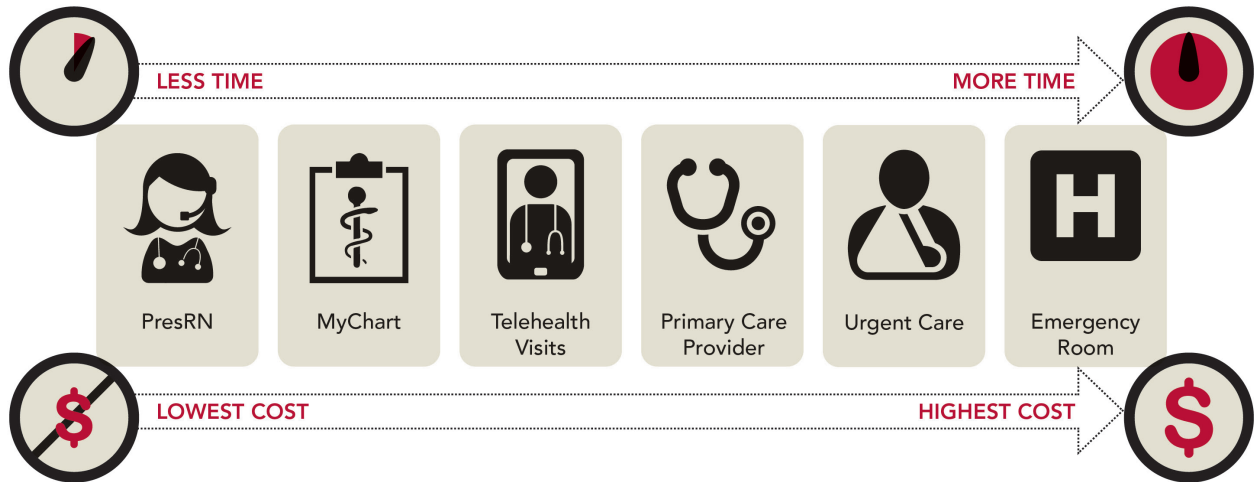 LESS TIME
MORE TIME
H
PresRN
MyChart
Telehealth
Visits
Primary Care
Provider
Urgent Care
Emergency
Room
$
LOWEST COST
HIGHEST COST
$